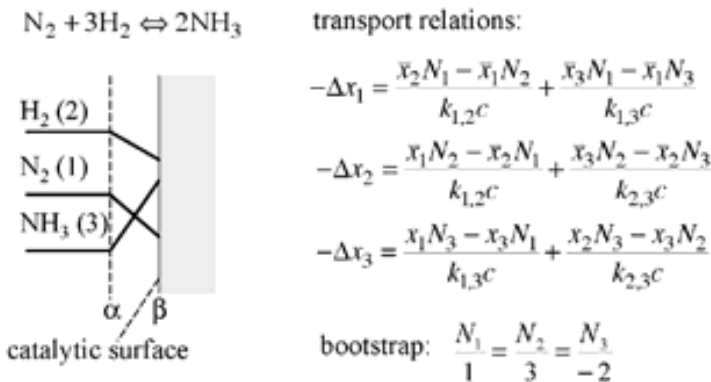 N₂ + 3H₂ ⇔ 2NH₃
transport relations:
H₂ (2)
N₂ (1)
NH₃ (3)
α β
catalytic surface
−Δx₁ = (x̄₂N₁ − x̄₁N₂)/(k₁,₂c) + (x̄₃N₁ − x̄₁N₃)/(k₁,₃c)
−Δx₂ = (x̄₁N₂ − x̄₂N₁)/(k₁,₂c) + (x̄₃N₂ − x̄₂N₃)/(k₂,₃c)
−Δx₃ = (x₁N₃ − x₃N₁)/(k₁,₃c) + (x₂N₃ − x₃N₂)/(k₂,₃c)
bootstrap: N₁/1 = N₂/3 = N₃/−2